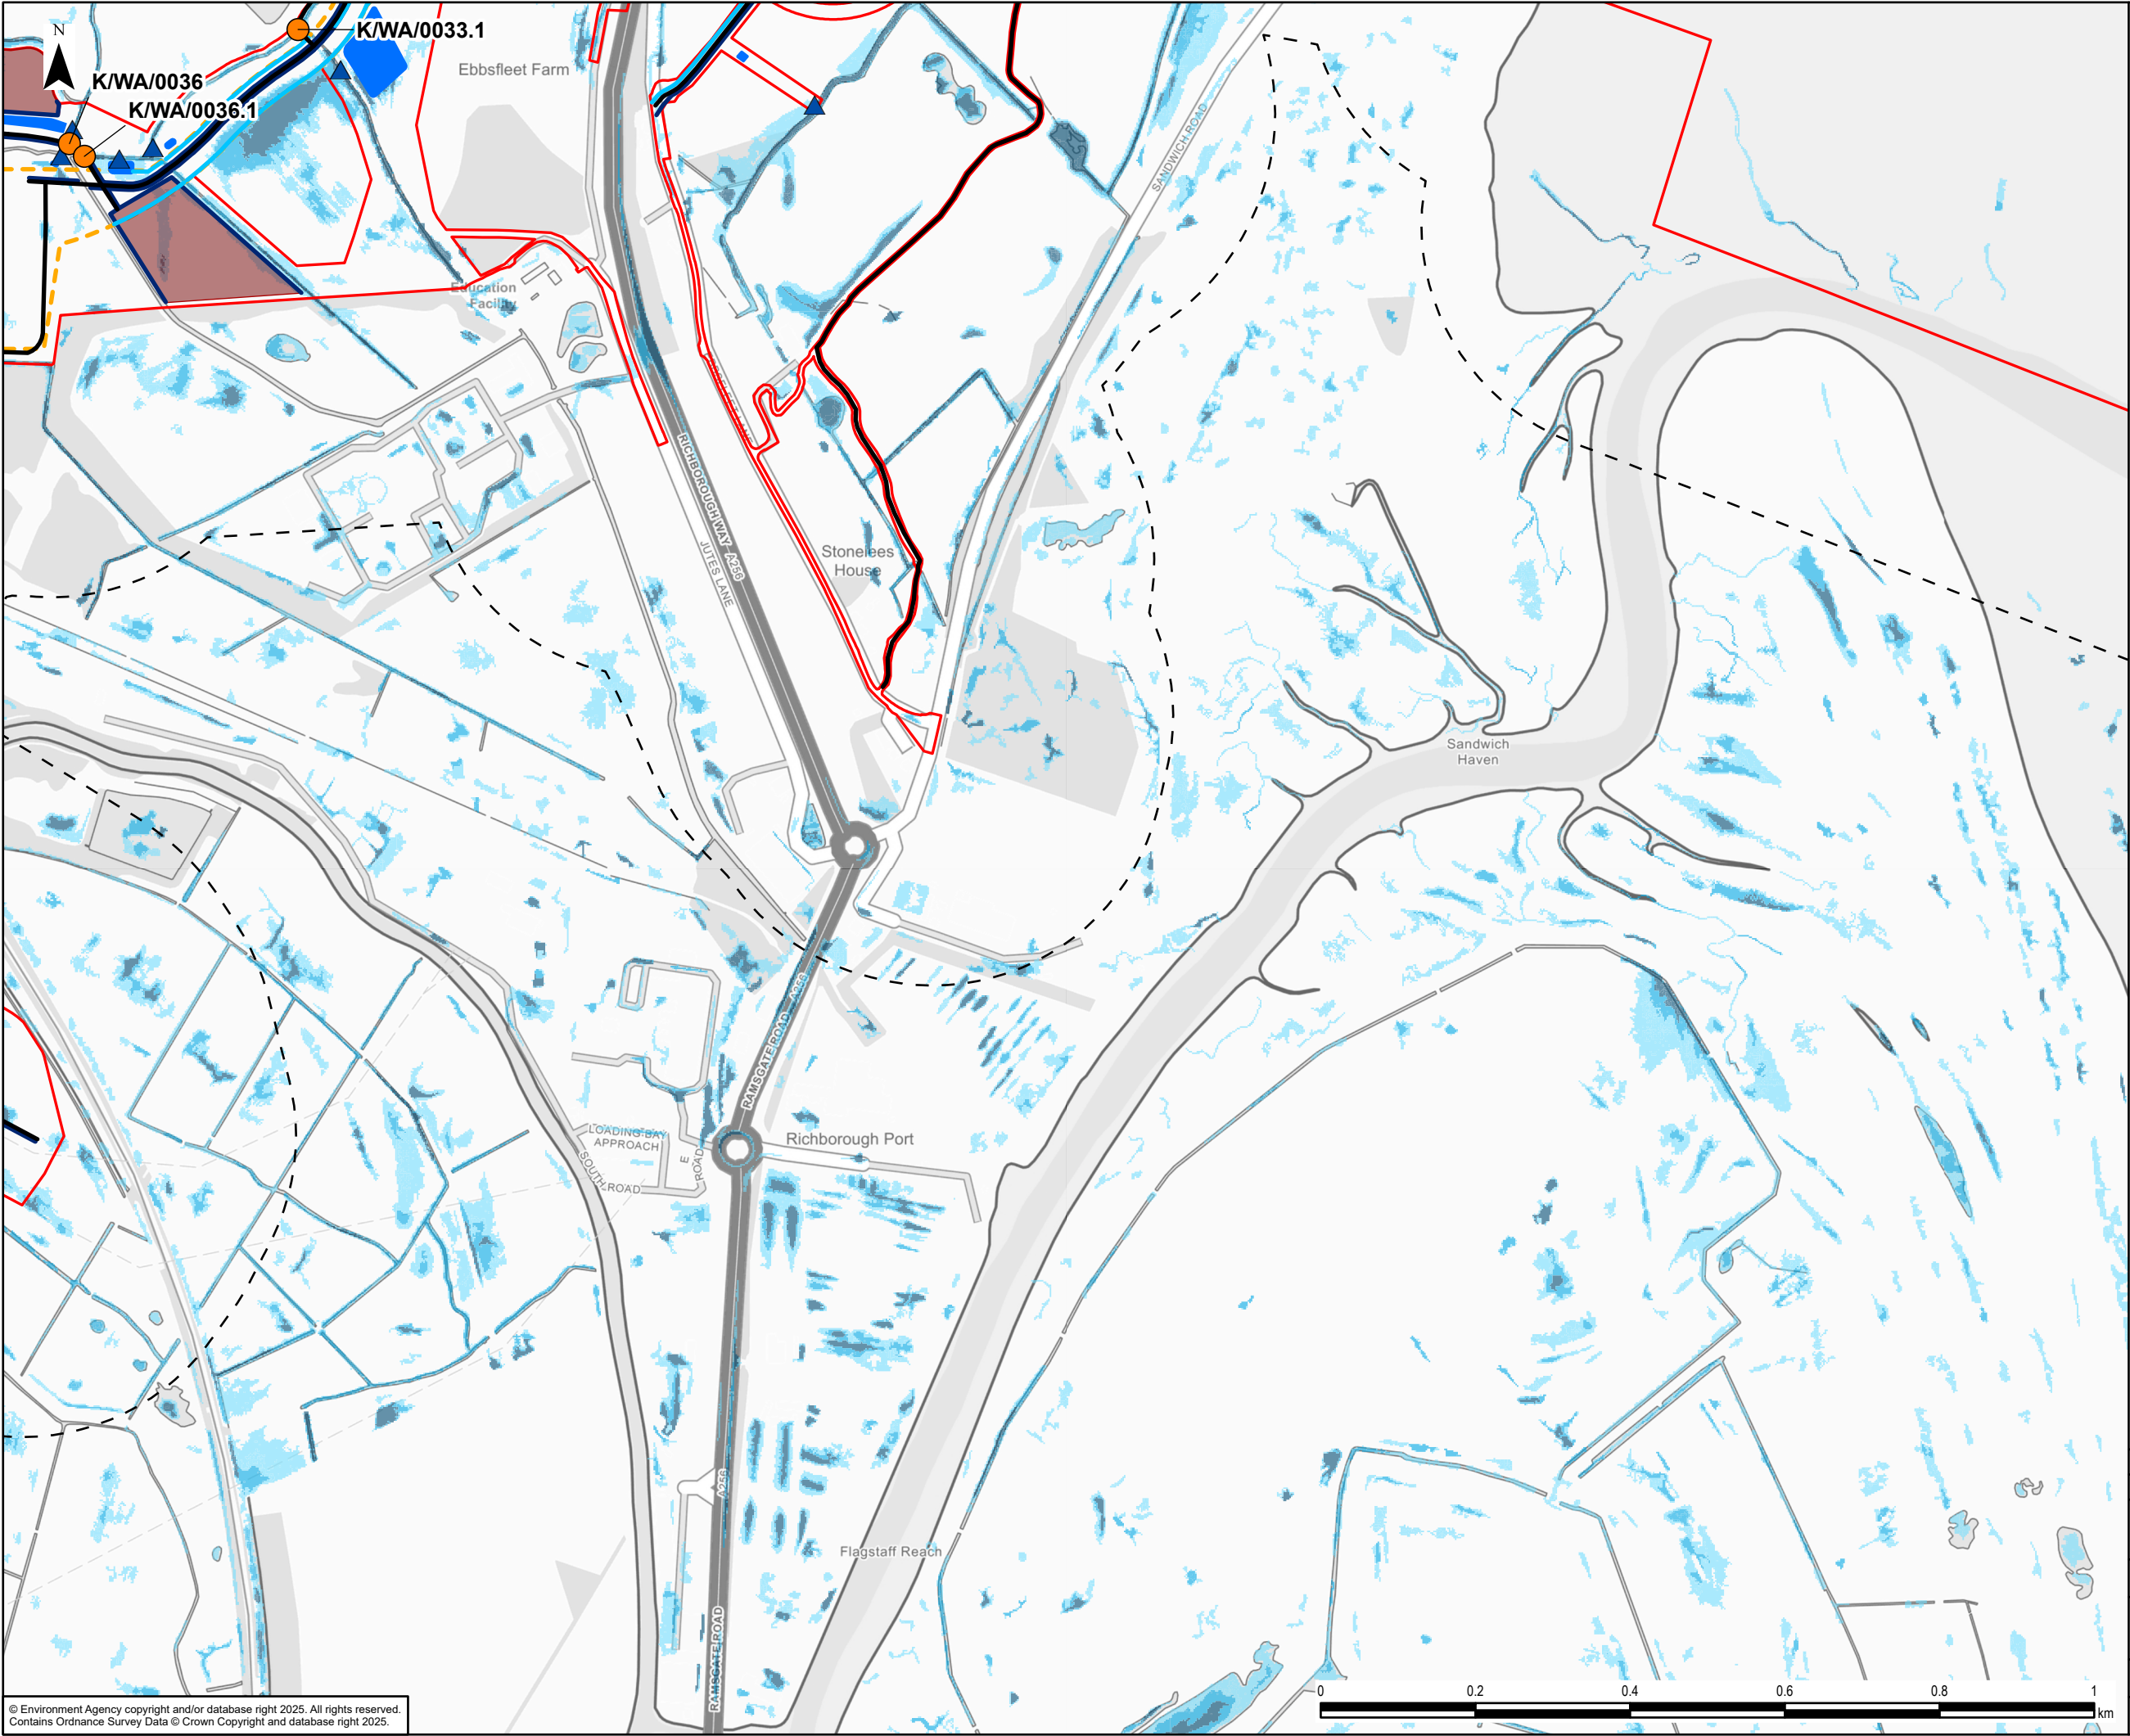 K/WA/0033.1
N
Ebbsfleet Farm
K/WA/0036
K/WA/0036.1
SANDWICH ROAD
Education
Facility
EBBSFLEET LANE
RICHBOROUGH WAY
A256
JUTES LANE
Stonelees
House
Sandwich
Haven
RAMSGATE ROAD
A256
LOADING BAY
APPROACH
SOUTH ROAD
E
ROAD
Richborough Port
A256
Flagstaff Reach
RAMSGATE ROAD
0 0.2 0.4 0.6 0.8 1
km
© Environment Agency copyright and/or database right 2025. All rights reserved.
Contains Ordnance Survey Data © Crown Copyright and database right 2025.